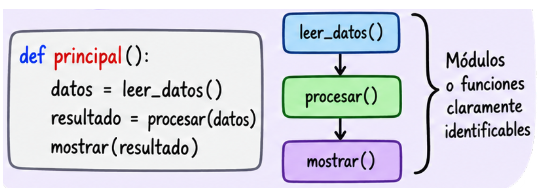 def principal():
    datos = leer_datos()
    resultado = procesar(datos)
    mostrar(resultado)
leer_datos()
procesar()
mostrar()
Módulos
o funciones
claramente
identificables